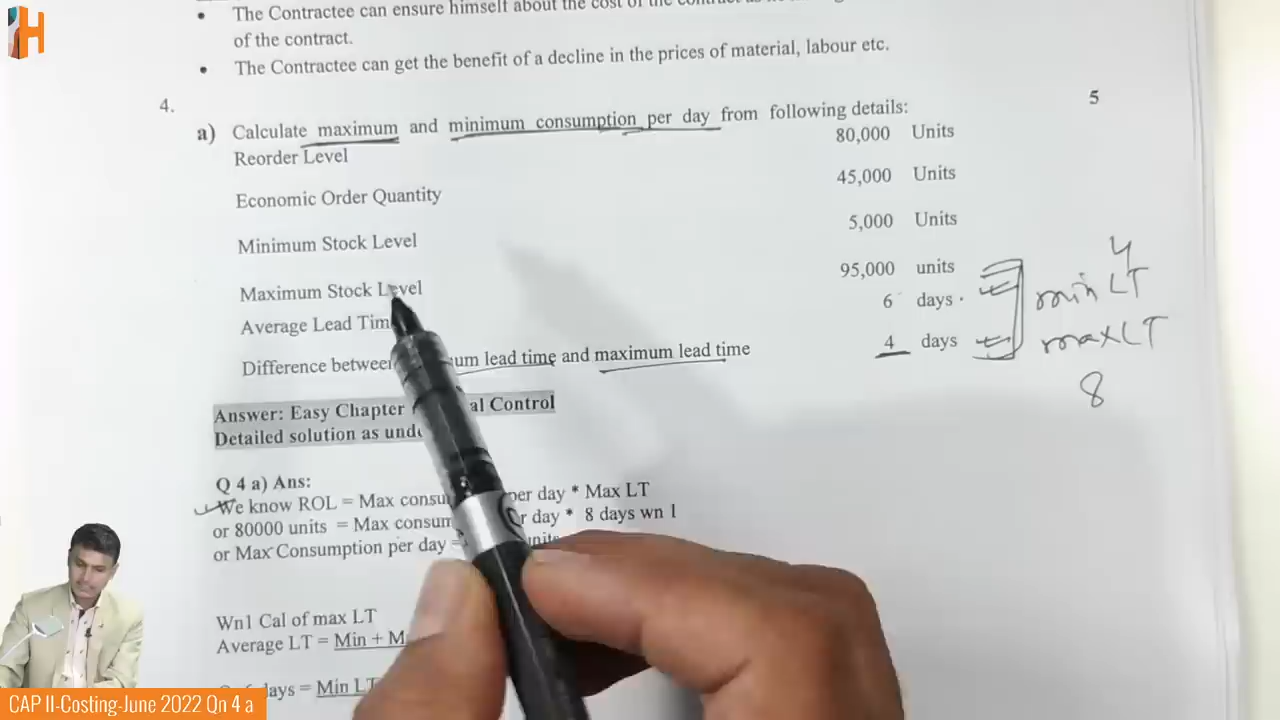 H
The Contractee can ensure himself about the cost of the contract
of the contract.
The Contractee can get the benefit of a decline in the prices of material, labour etc.
4.
5
a) Calculate maximum and minimum consumption per day from following details:
Reorder Level 80,000 Units
Economic Order Quantity 45,000 Units
Minimum Stock Level 5,000 Units
Maximum Stock Level 95,000 units
Average Lead Tim 6 days
Difference between um lead time and maximum lead time 4 days
4
min LT
max LT
8
Answer: Easy Chapter al Control
Detailed solution as unde
Q 4 a) Ans:
We know ROL = Max consu per day * Max LT
or 80000 units = Max consum r day * 8 days wn 1
or Max Consumption per day = units
Wn1 Cal of max LT
Average LT = Min + M
days = Min LT
CAP II-Costing-June 2022 Qn 4 a